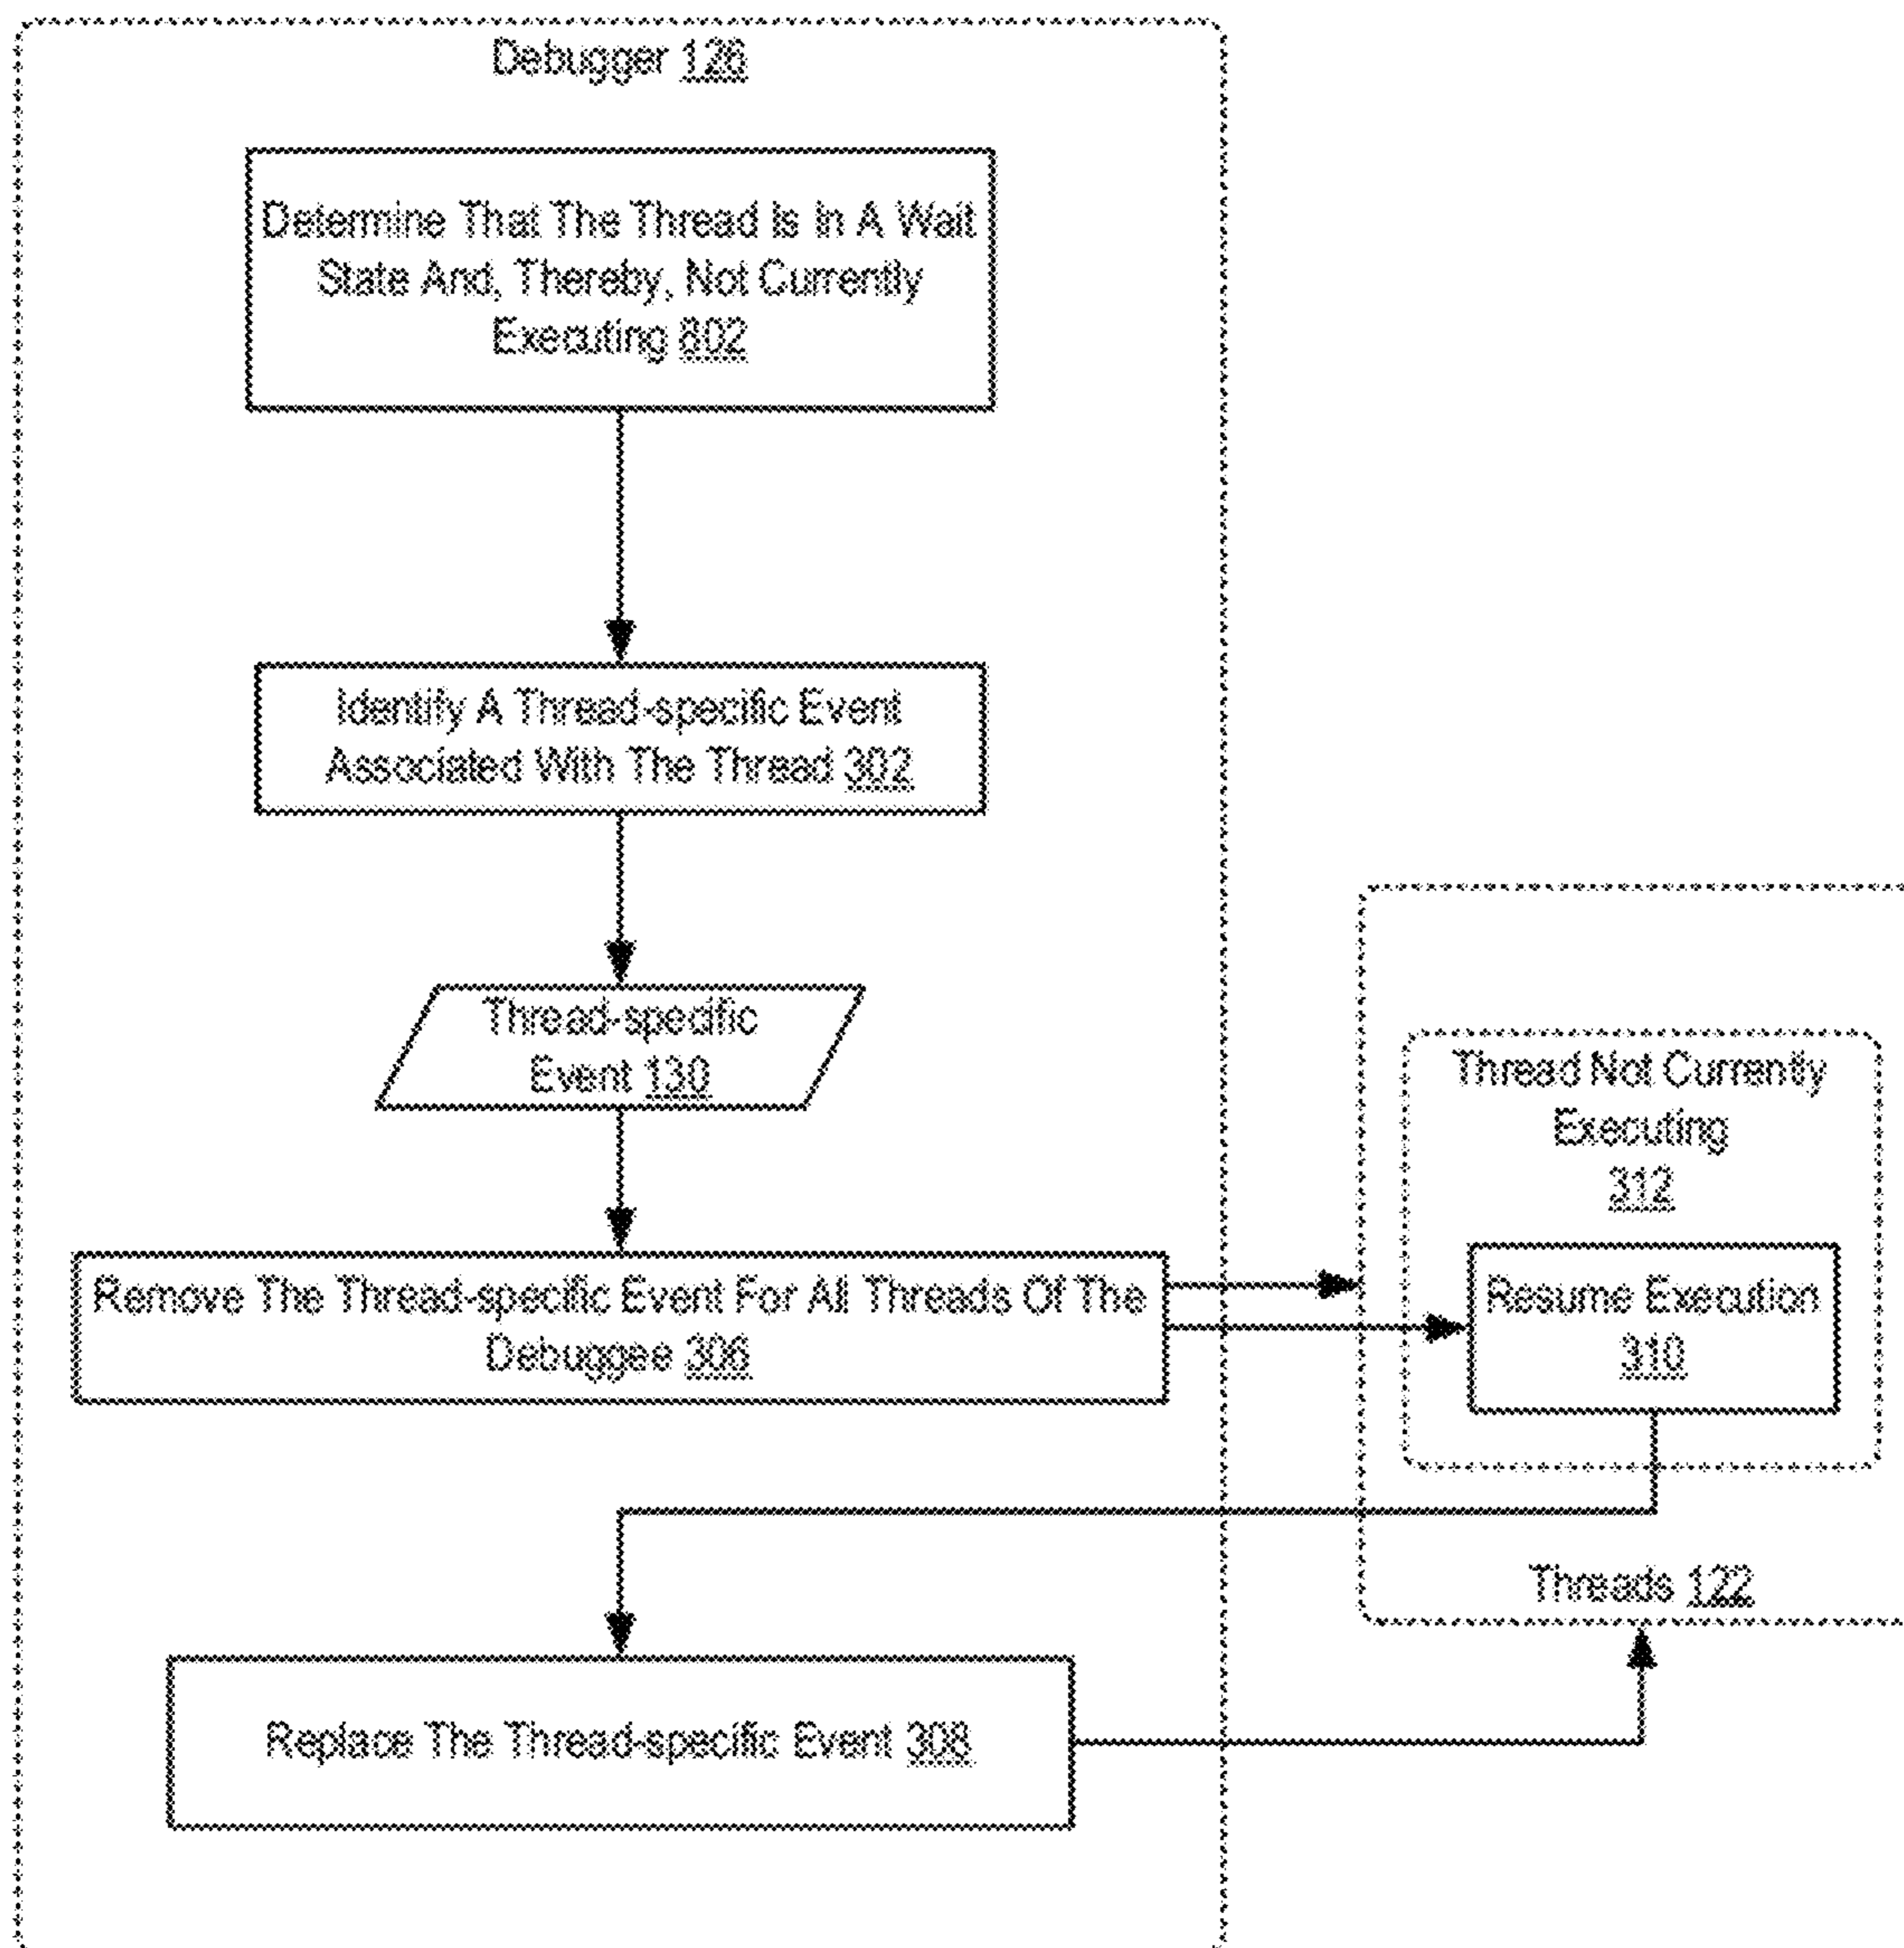 Debugger 126
Determine That The Thread Is In A Wait
State And, Thereby, Not Currently
Executing 802
Identify A Thread-specific Event
Associated With The Thread 302
Thread-specific
Event 130
Thread Not Currently
Executing
312
Remove The Thread-specific Event For All Threads Of The
Debuggee 306
Resume Execution
310
Threads 122
Replace The Thread-specific Event 308